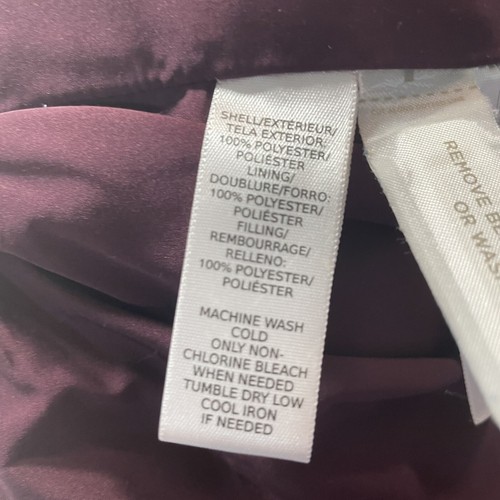 SHELL/EXTÉRIEUR/
TELA EXTERIOR:
100% POLYESTER/
POLIÉSTER
LINING/
DOUBLURE/FORRO:
100% POLYESTER/
POLIÉSTER
FILLING/
REMBOURRAGE/
RELLENO:
100% POLYESTER/
POLIÉSTER
MACHINE WASH
COLD
ONLY NON-
CHLORINE BLEACH
WHEN NEEDED
TUMBLE DRY LOW
COOL IRON
IF NEEDED
REMOVE
OR